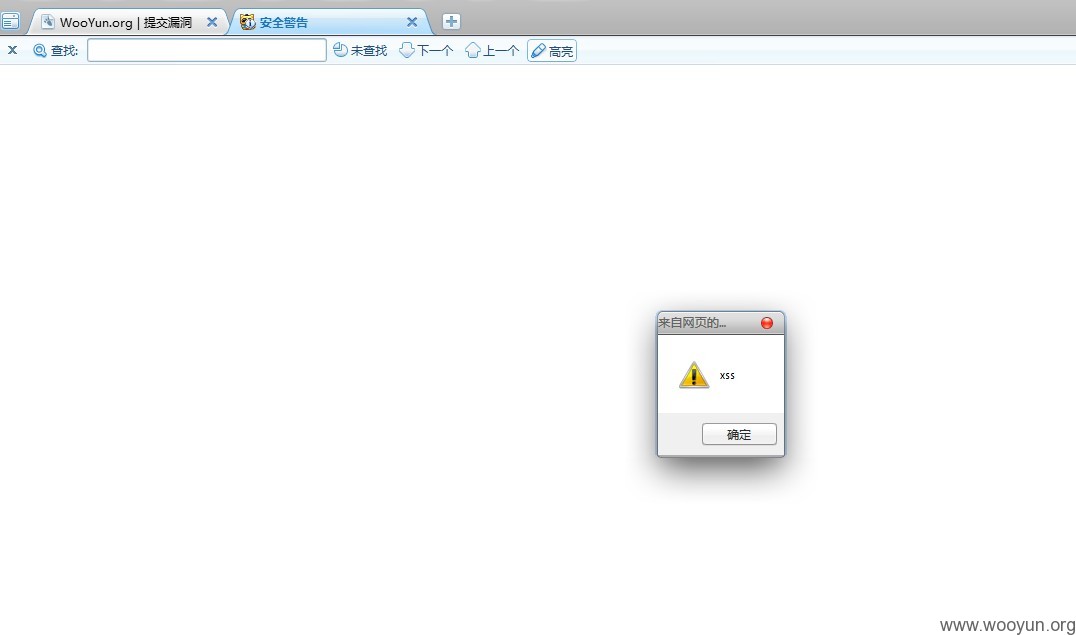 WooYun.org | 提交漏洞
安全警告
查找: 未查找 下一个 上一个 高亮
来自网页的...
xss
确定
www.wooyun.org